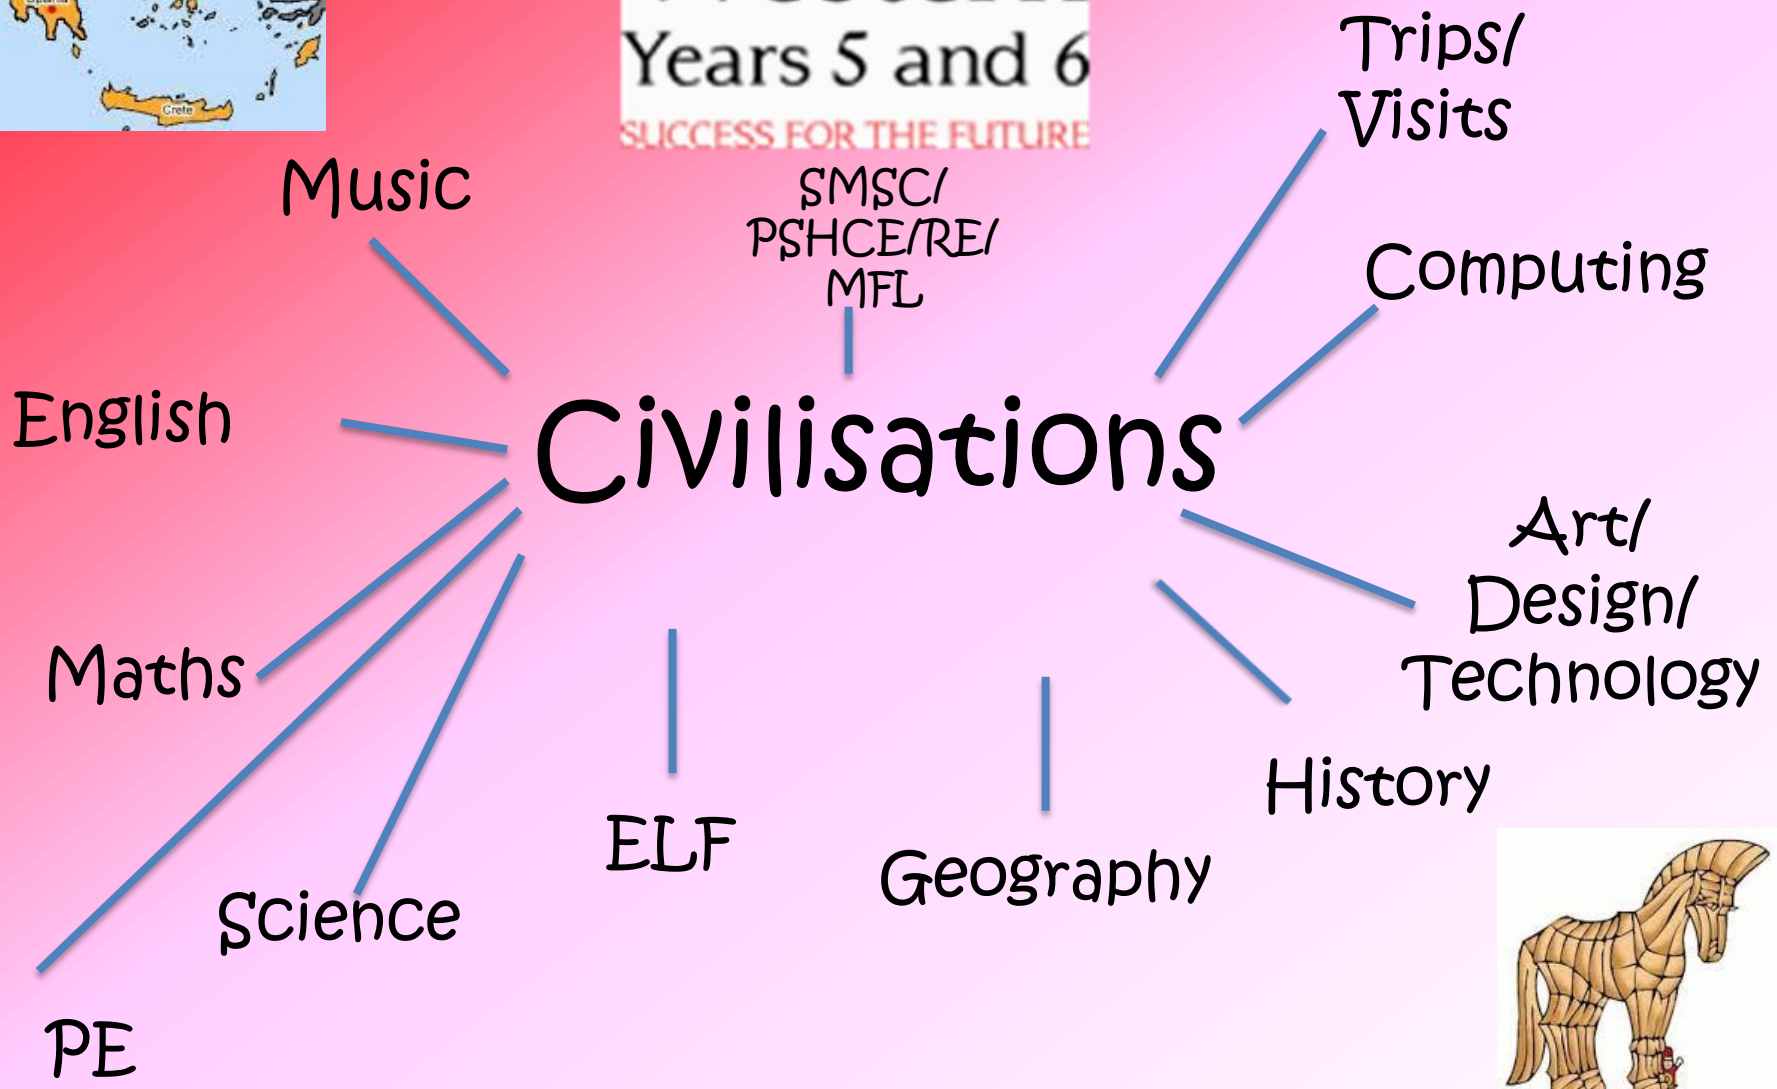 Crete
Years 5 and 6
SUCCESS FOR THE FUTURE
Trips/
Visits
Music
SMSC/
PSHCE/RE/
MFL
Computing
English
Civilisations
Art/
Design/
Technology
Maths
History
ELF
Geography
Science
PE